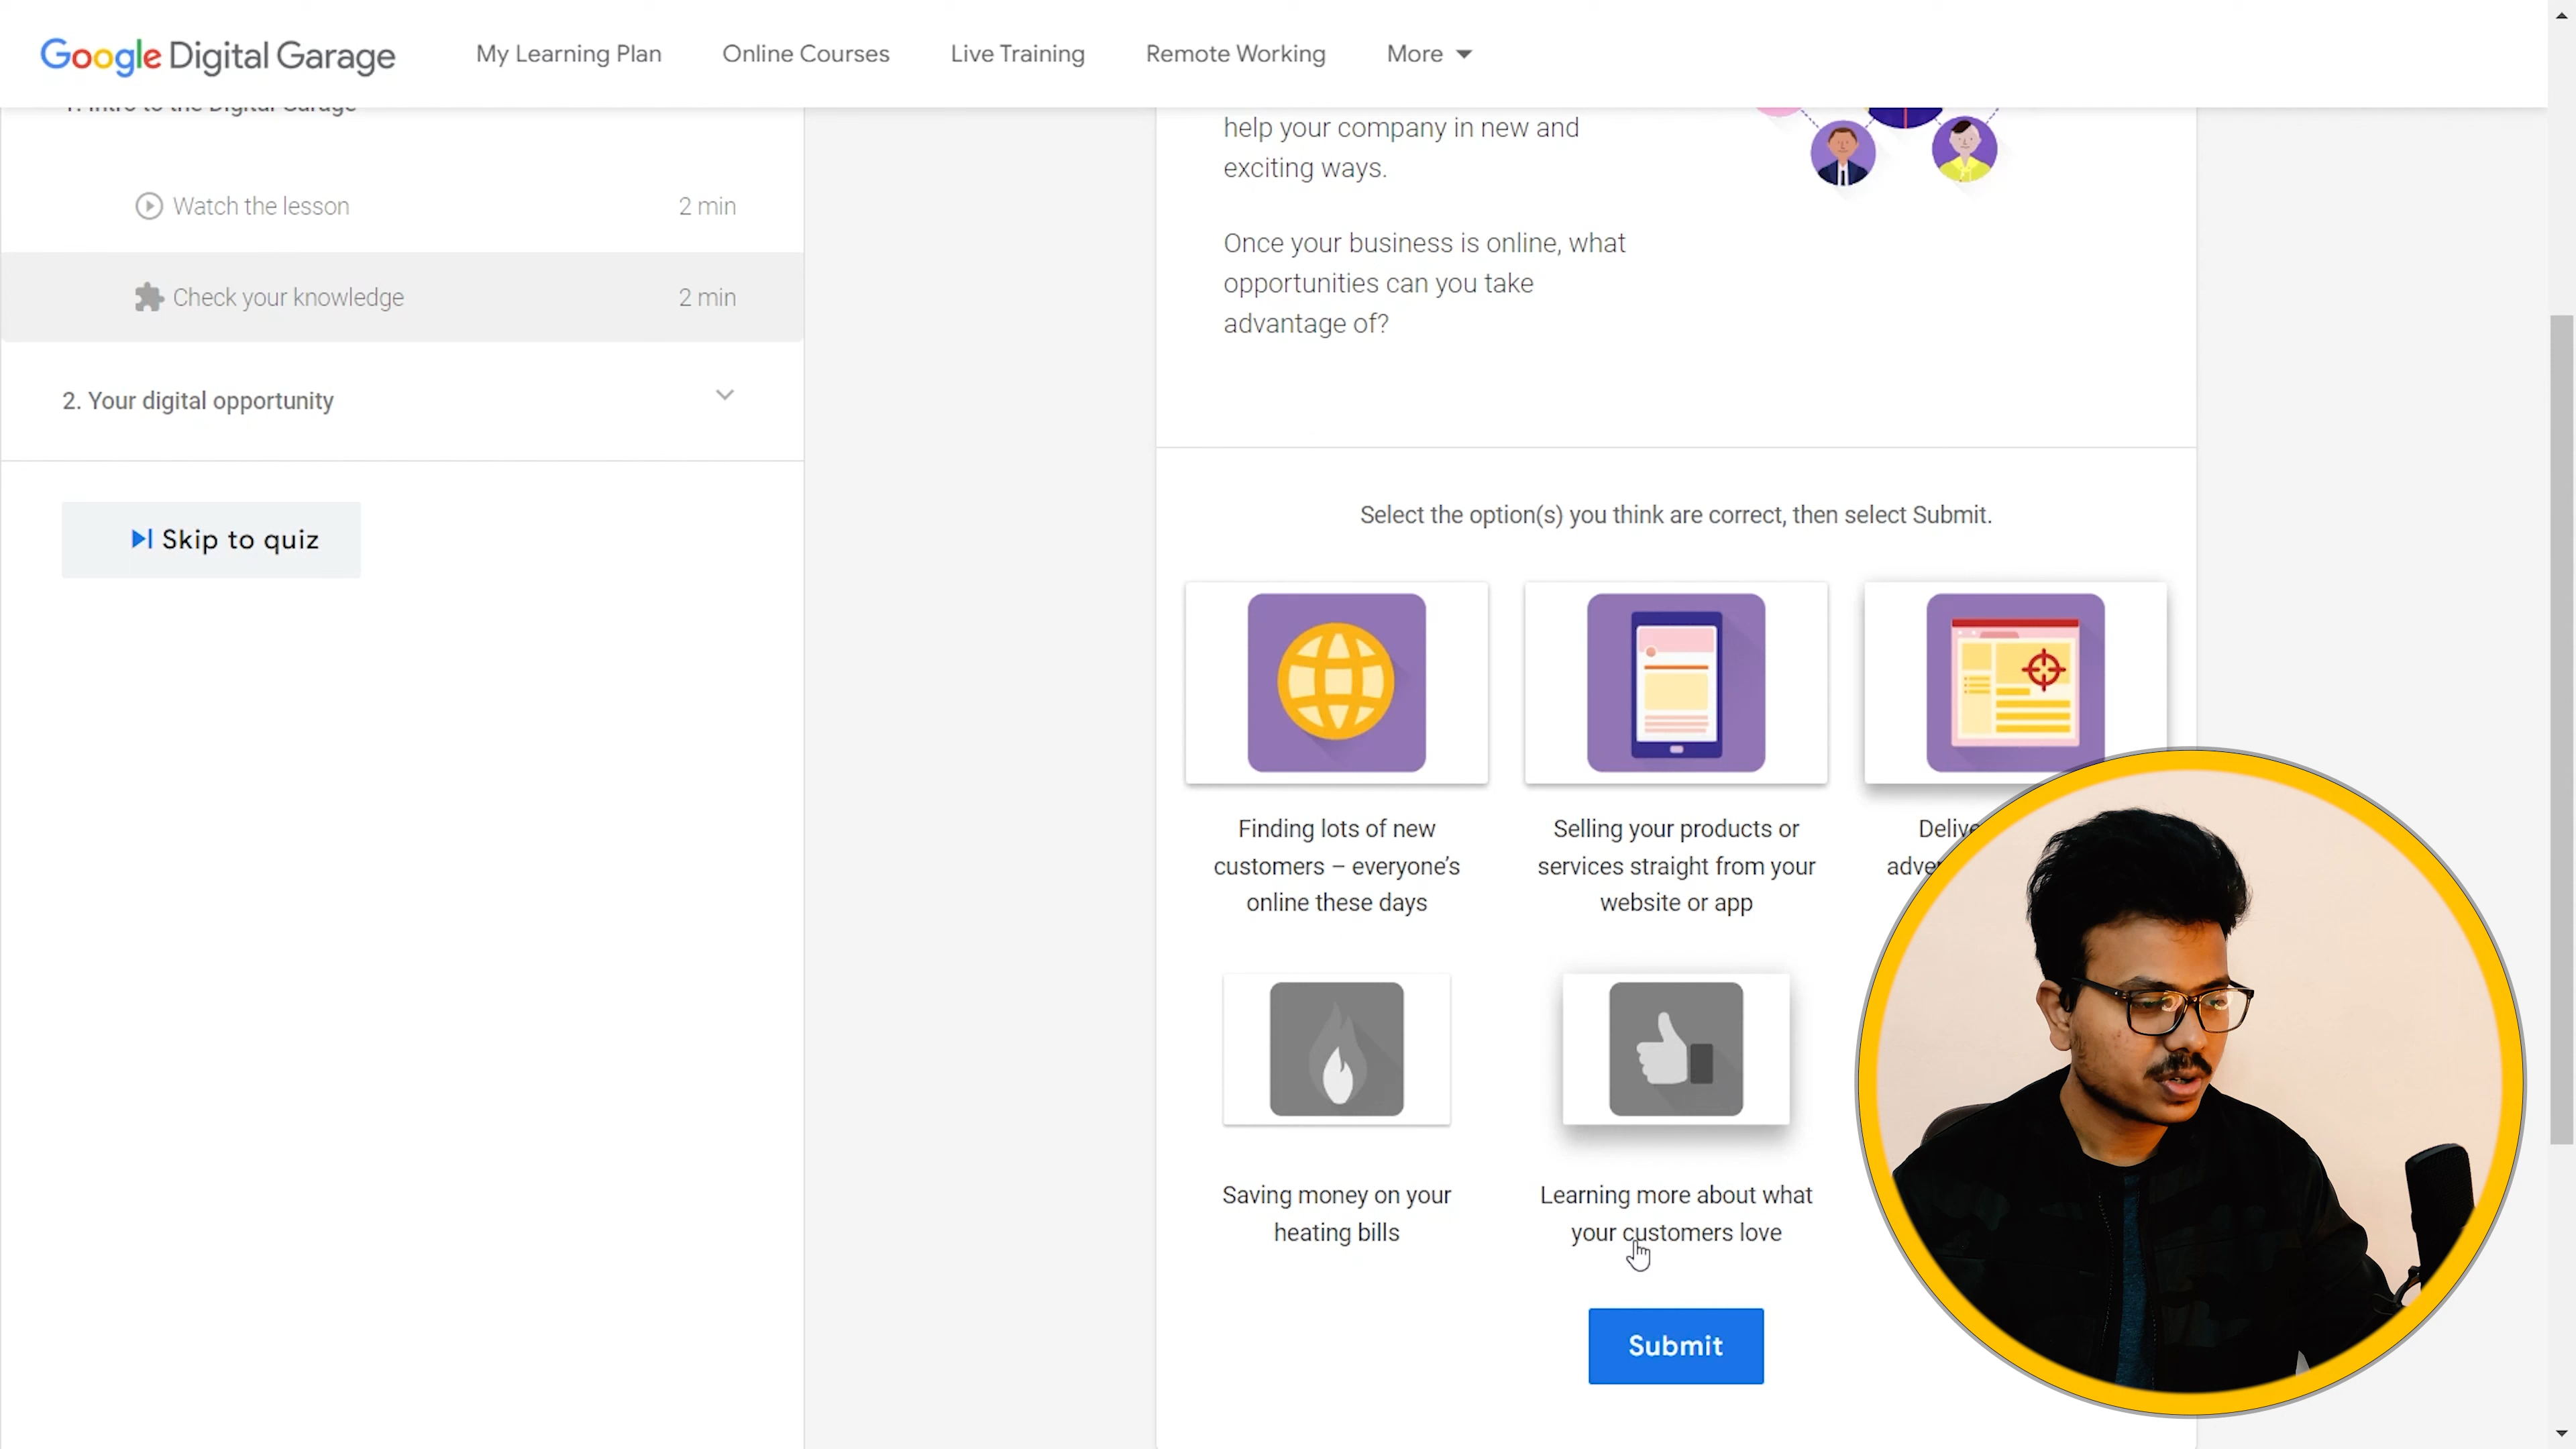 Google Digital Garage
My Learning Plan
Online Courses
Live Training
Remote Working
More
1. Intro to the Digital Garage
Watch the lesson 2 min
Check your knowledge 2 min
2. Your digital opportunity
Skip to quiz
help your company in new and
exciting ways.
Once your business is online, what
opportunities can you take
advantage of?
Select the option(s) you think are correct, then select Submit.
Finding lots of new
customers – everyone's
online these days
Selling your products or
services straight from your
website or app
Saving money on your
heating bills
Learning more about what
your customers love
Submit